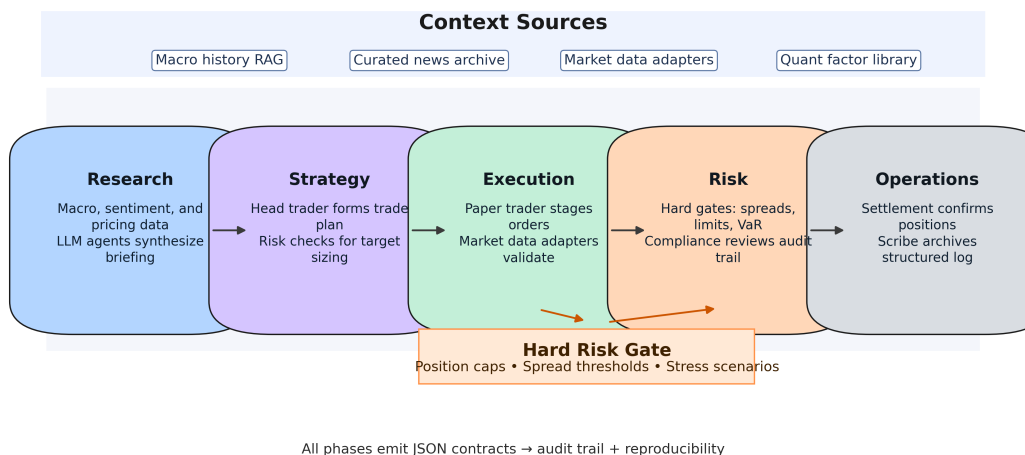 Context Sources
Macro history RAG
Curated news archive
Market data adapters
Quant factor library
Research
Macro, sentiment, and
pricing data
LLM agents synthesize
briefing
Strategy
Head trader forms trade
plan
Risk checks for target
sizing
Execution
Paper trader stages
orders
Market data adapters
validate
Risk
Hard gates: spreads,
limits, VaR
Compliance reviews audit
trail
Operations
Settlement confirms
positions
Scribe archives
structured log
Hard Risk Gate
Position caps • Spread thresholds • Stress scenarios
All phases emit JSON contracts → audit trail + reproducibility